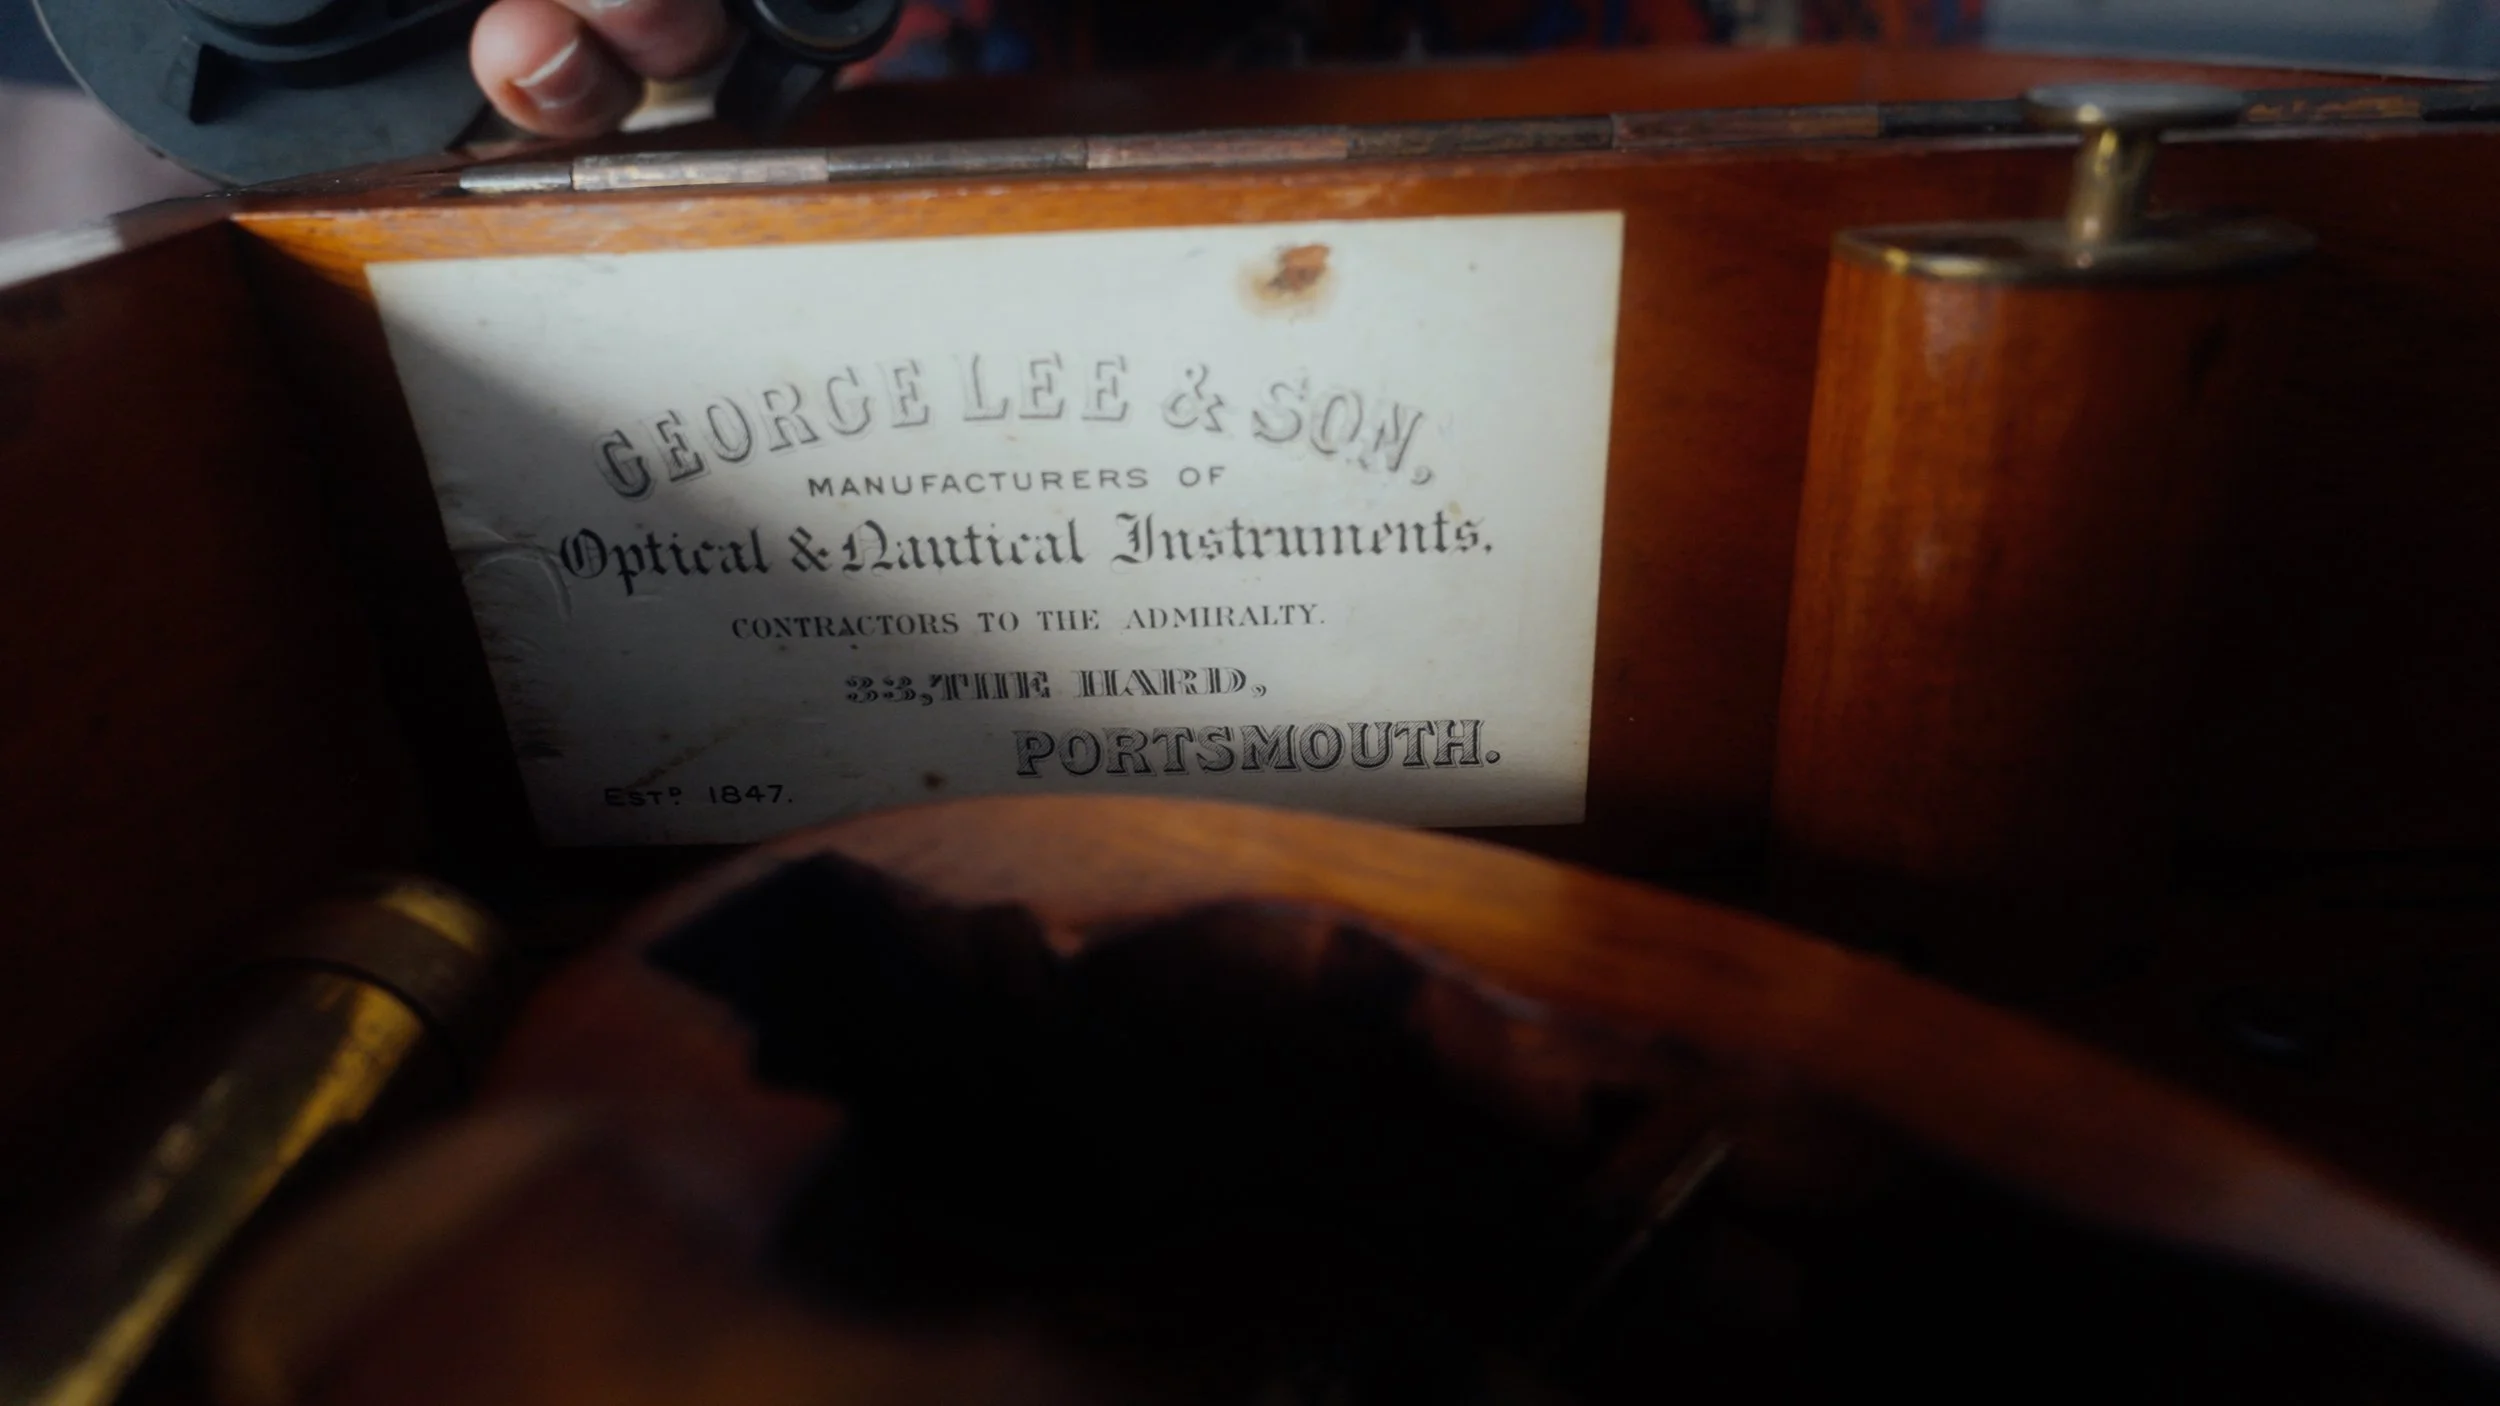 GEORGE LEE & SON,
MANUFACTURERS OF
Optical & Nautical Instruments.
CONTRACTORS TO THE ADMIRALTY.
33, THE HARD,
PORTSMOUTH.
ESTD. 1847.